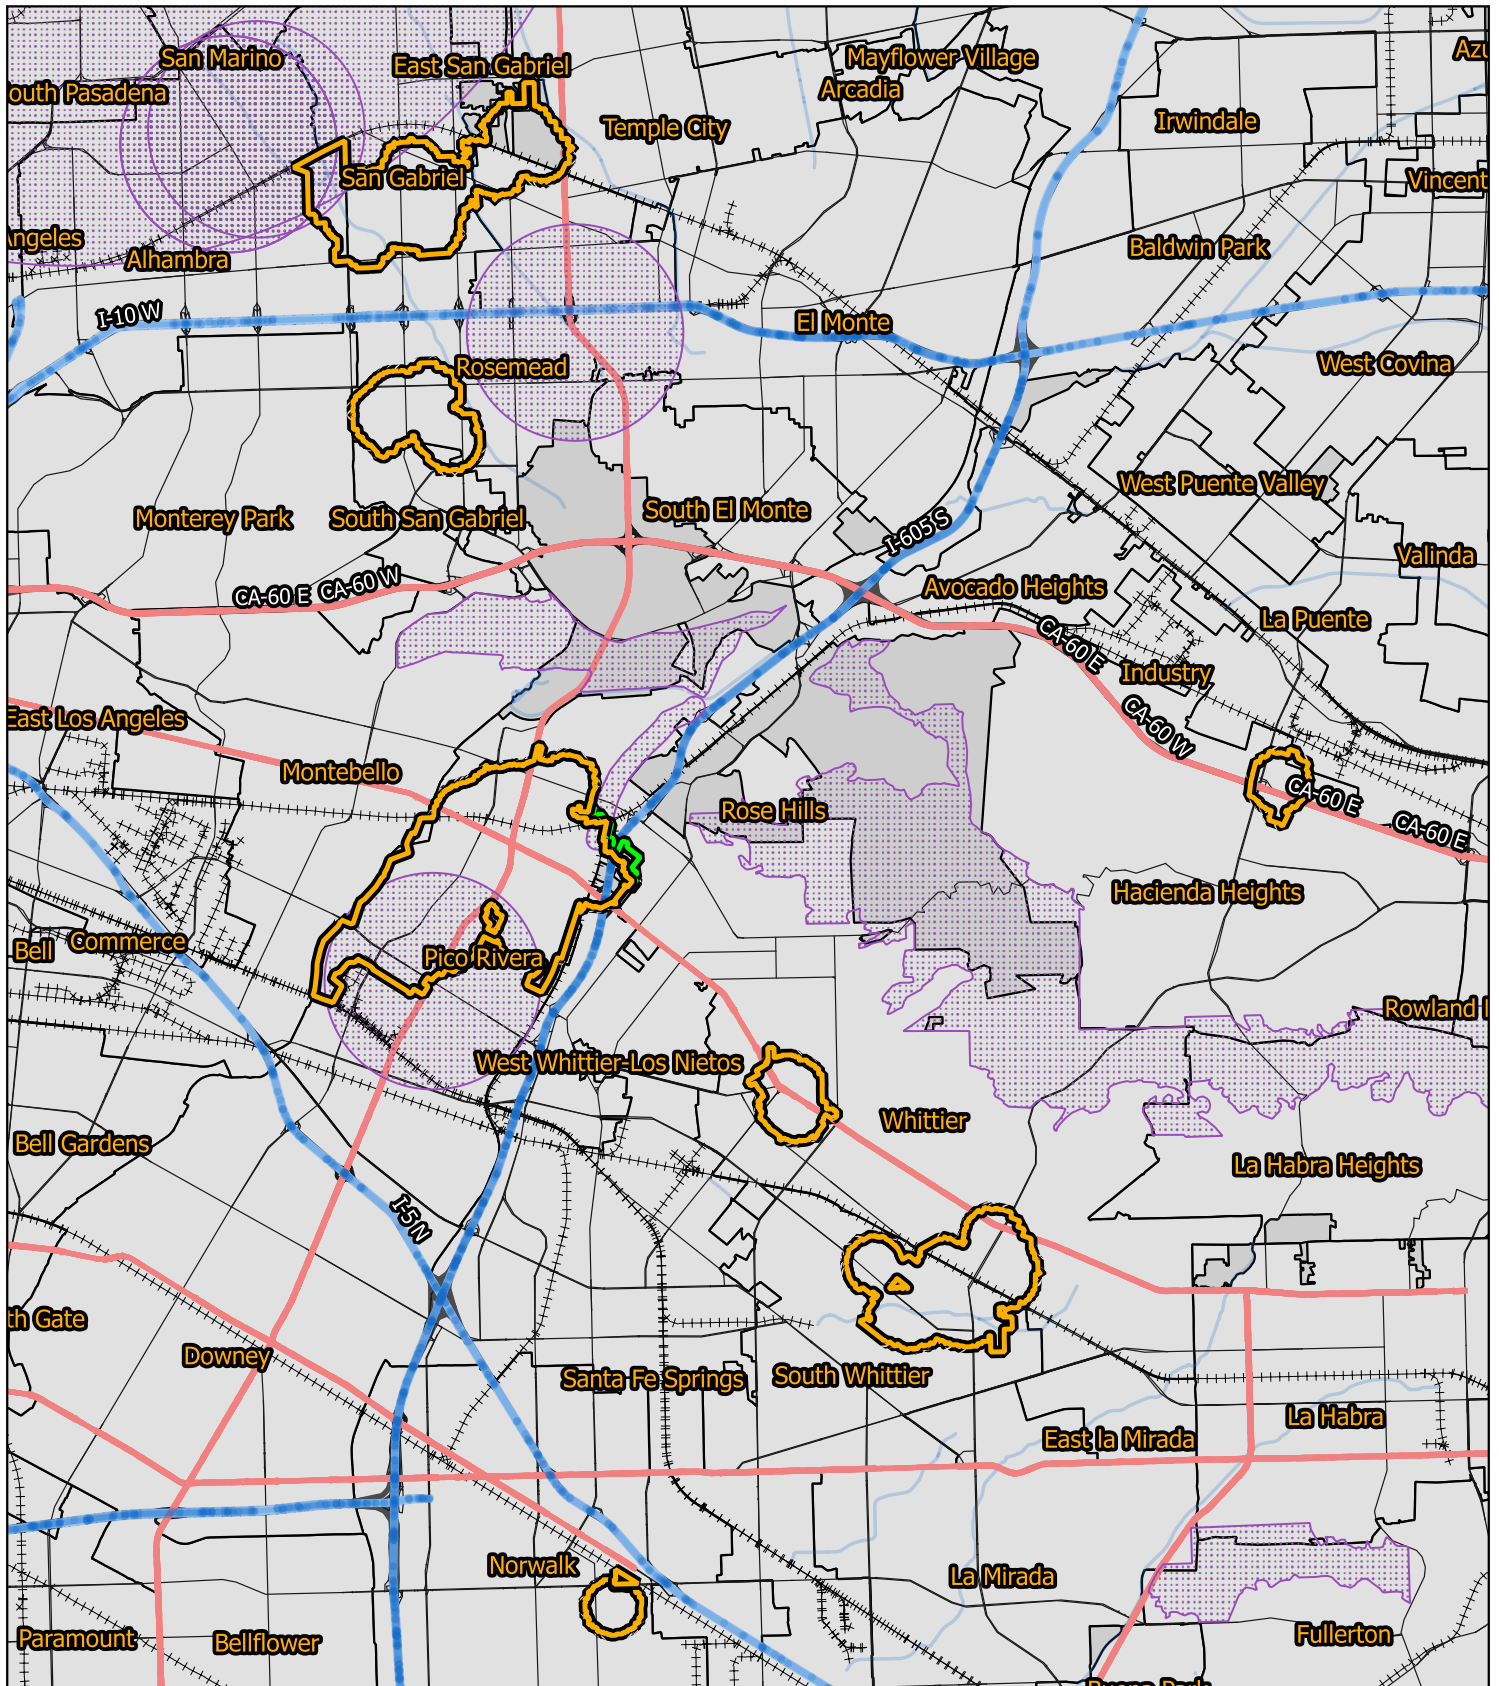 San Marino
East San Gabriel
Mayflower Village
Azu
outh Pasadena
Arcadia
Temple City
Irwindale
San Gabriel
Vincent
Angeles
Alhambra
Baldwin Park
I-10 W
El Monte
Rosemead
West Covina
West Puente Valley
Monterey Park
South San Gabriel
South El Monte
I-605 S
Valinda
CA-60 E
CA-60 W
Avocado Heights
La Puente
CA-60 E
Industry
East Los Angeles
CA-60 W
Montebello
Rose Hills
CA-60 E
CA-60 E
Hacienda Heights
Bell
Commerce
Pico Rivera
Rowland
West Whittier-Los Nietos
Whittier
Bell Gardens
La Habra Heights
I-5 N
th Gate
Downey
Santa Fe Springs
South Whittier
La Habra
East la Mirada
Norwalk
La Mirada
Paramount
Bellflower
Fullerton